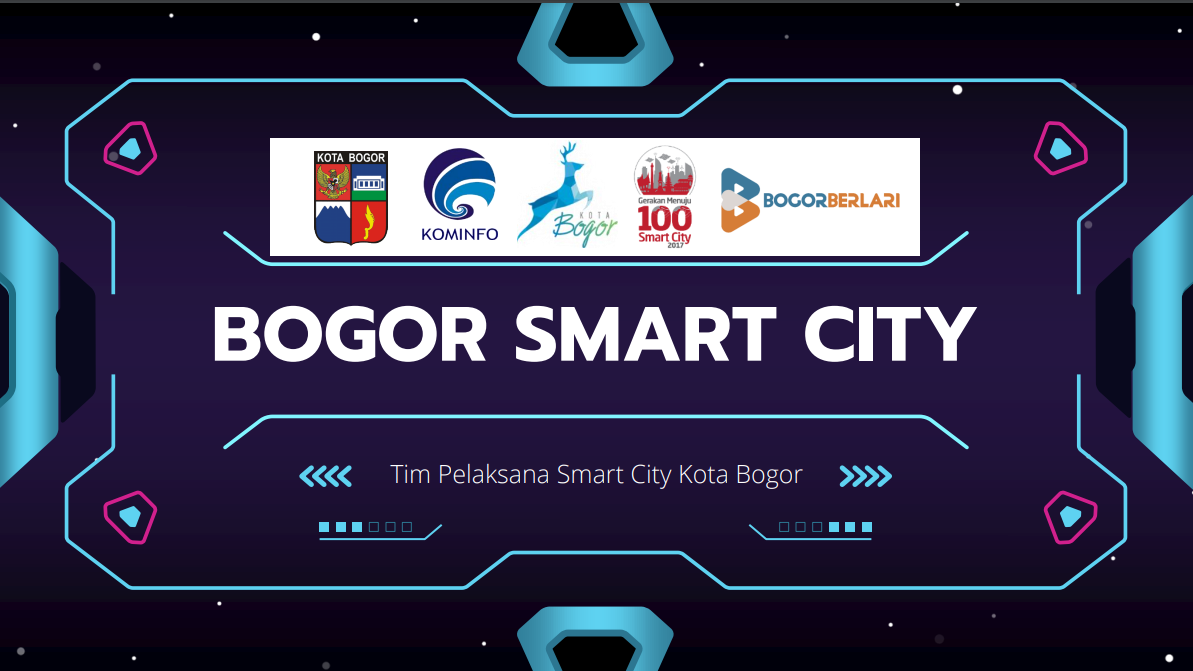 KOTA BOGOR
KOMINFO
KOTA
Bogor
Gerakan Menuju
100
Smart City
2017
BOGORBERLARI
BOGOR SMART CITY
Tim Pelaksana Smart City Kota Bogor